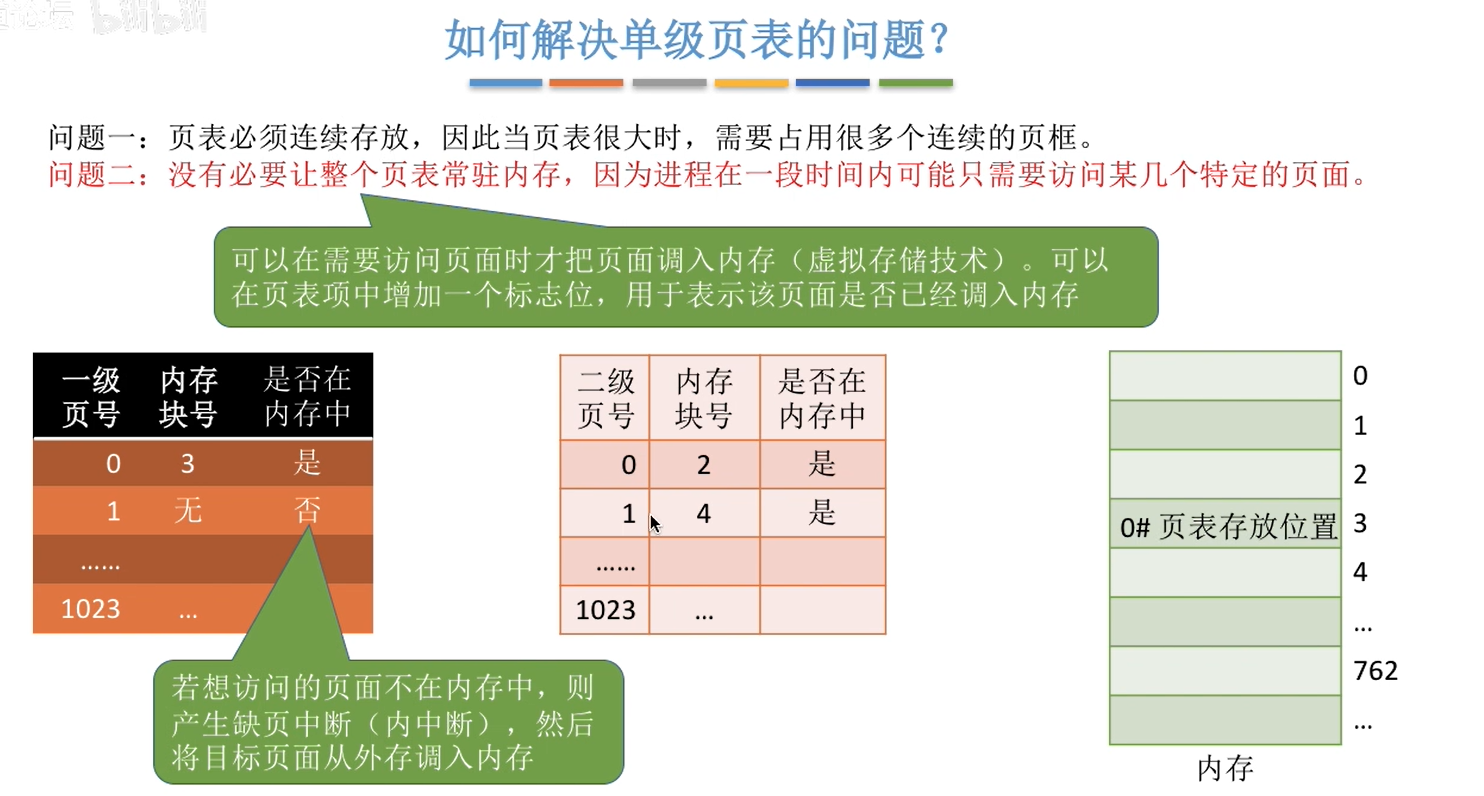 如何解决单级页表的问题？
问题一：页表必须连续存放，因此当页表很大时，需要占用很多个连续的页框。
问题二：没有必要让整个页表常驻内存，因为进程在一段时间内可能只需要访问某几个特定的页面。
可以在需要访问页面时才把页面调入内存（虚拟存储技术）。可以
在页表项中增加一个标志位，用于表示该页面是否已经调入内存
一级 内存 是否在
页号 块号 内存中
0 3 是
1 无 否
......
1023 ...
若想访问的页面不在内存中，则
产生缺页中断（内中断），然后
将目标页面从外存调入内存
二级 内存 是否在
页号 块号 内存中
0 2 是
1 4 是
......
1023 ...
0
1
2
0# 页表存放位置 3
4
...
762
...
内存